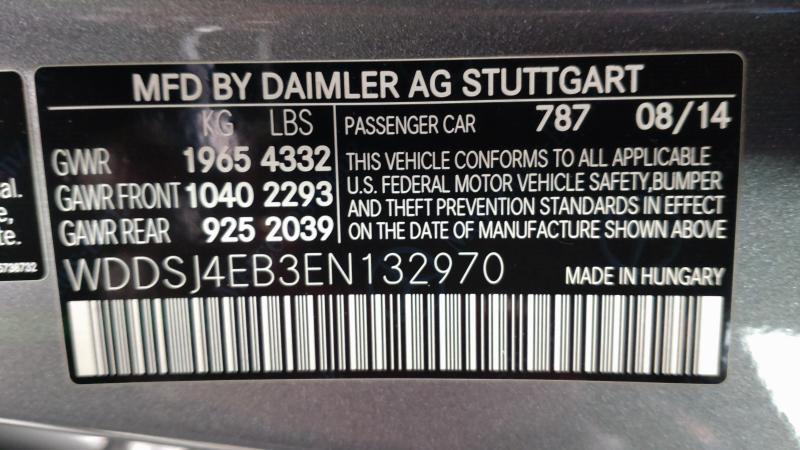 MFD BY DAIMLER AG STUTTGART
KG LBS
GVWR 1965 4332
GAWR FRONT 1040 2293
GAWR REAR 925 2039
PASSENGER CAR 787 08/14
THIS VEHICLE CONFORMS TO ALL APPLICABLE
U.S. FEDERAL MOTOR VEHICLE SAFETY,BUMPER
AND THEFT PREVENTION STANDARDS IN EFFECT
ON THE DATE OF MANUFACTURE SHOWN ABOVE
WDDSJ4EB3EN132970 MADE IN HUNGARY